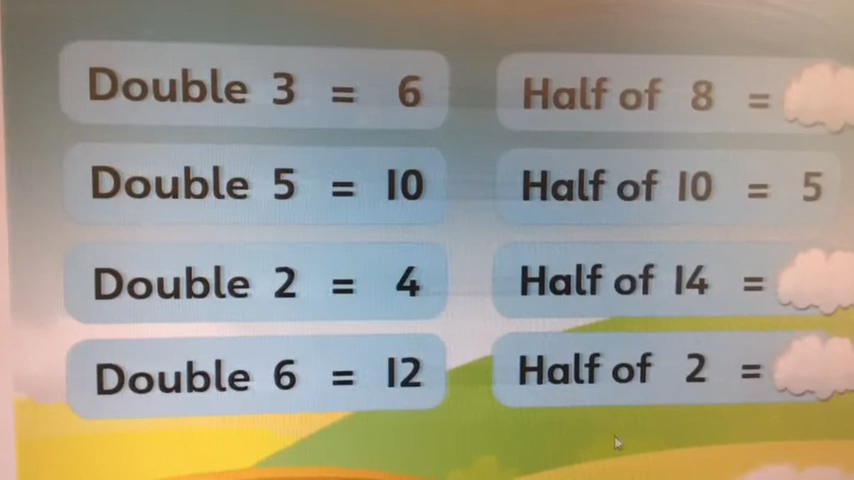 Double 3 = 6
Half of 8 =
Double 5 = 10
Half of 10 = 5
Double 2 = 4
Half of 14 =
Double 6 = 12
Half of 2 =